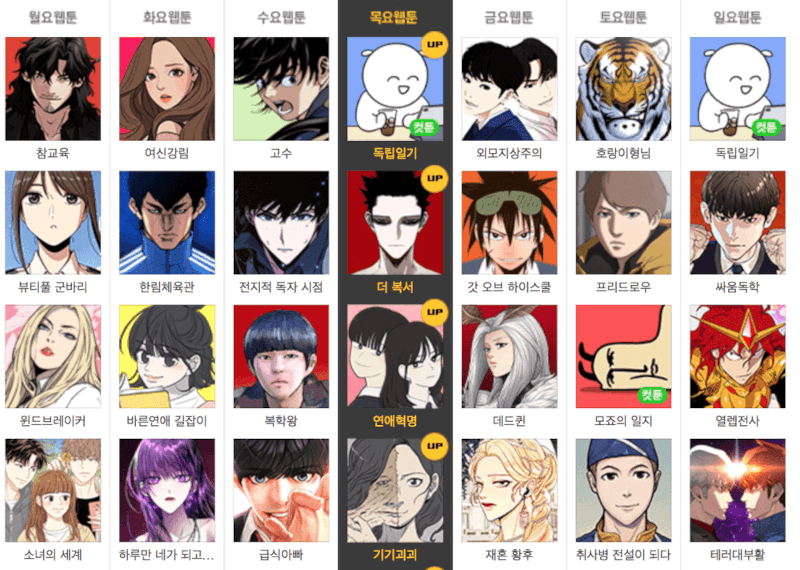 월요웹툰 화요웹툰 수요웹툰 목요웹툰 금요웹툰 토요웹툰 일요웹툰
UP
컷툰 컷툰
참교육 여신강림 고수 독립일기 외모지상주의 호랑이형님 독립일기
UP
뷰티풀 군바리 한림체육관 전지적 독자 시점 더 복서 갓 오브 하이스쿨 프리드로우 싸움독학
UP
컷툰
윈드브레이커 바른연애 길잡이 복학왕 연애혁명 데드퀸 모죠의 일지 열렙전사
UP
소녀의 세계 하루만 네가 되고... 급식아빠 기기괴괴 재혼 황후 취사병 전설이 되다 테러대부활